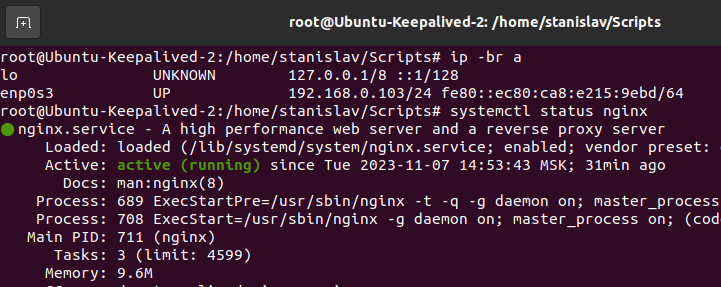 root@Ubuntu-Keepalived-2: /home/stanislav/Scripts
root@Ubuntu-Keepalived-2:/home/stanislav/Scripts# ip -br a
lo               UNKNOWN        127.0.0.1/8 ::1/128
enp0s3           UP             192.168.0.103/24 fe80::ec80:ca8:e215:9ebd/64
root@Ubuntu-Keepalived-2:/home/stanislav/Scripts# systemctl status nginx
● nginx.service - A high performance web server and a reverse proxy server
     Loaded: loaded (/lib/systemd/system/nginx.service; enabled; vendor preset:
     Active: active (running) since Tue 2023-11-07 14:53:43 MSK; 31min ago
       Docs: man:nginx(8)
    Process: 689 ExecStartPre=/usr/sbin/nginx -t -q -g daemon on; master_process
    Process: 708 ExecStart=/usr/sbin/nginx -g daemon on; master_process on; (cod
   Main PID: 711 (nginx)
      Tasks: 3 (limit: 4599)
     Memory: 9.6M